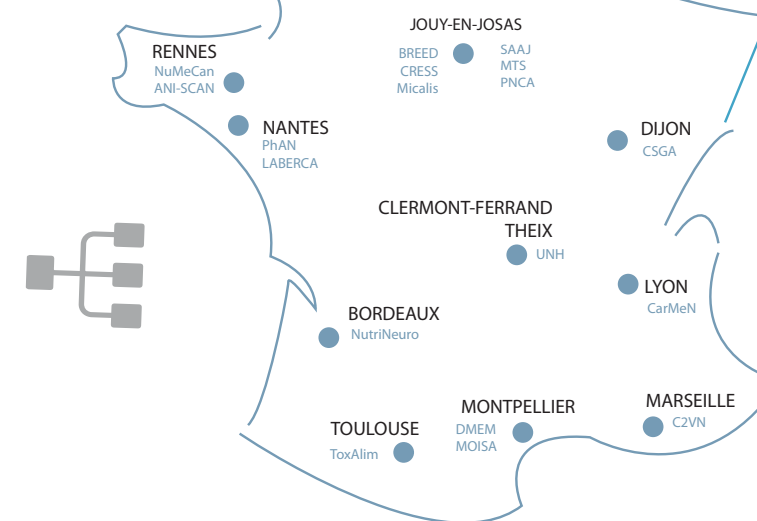 JOUY-EN-JOSAS
BREED
CRESS
Micalis
SAAJ
MTS
PNCA
RENNES
NuMeCan
ANI-SCAN
NANTES
PhAN
LABERCA
DIJON
CSGA
CLERMONT-FERRAND
THEIX
UNH
LYON
CarMeN
BORDEAUX
NutriNeuro
MARSEILLE
C2VN
MONTPELLIER
DMEM
MOISA
TOULOUSE
ToxAlim